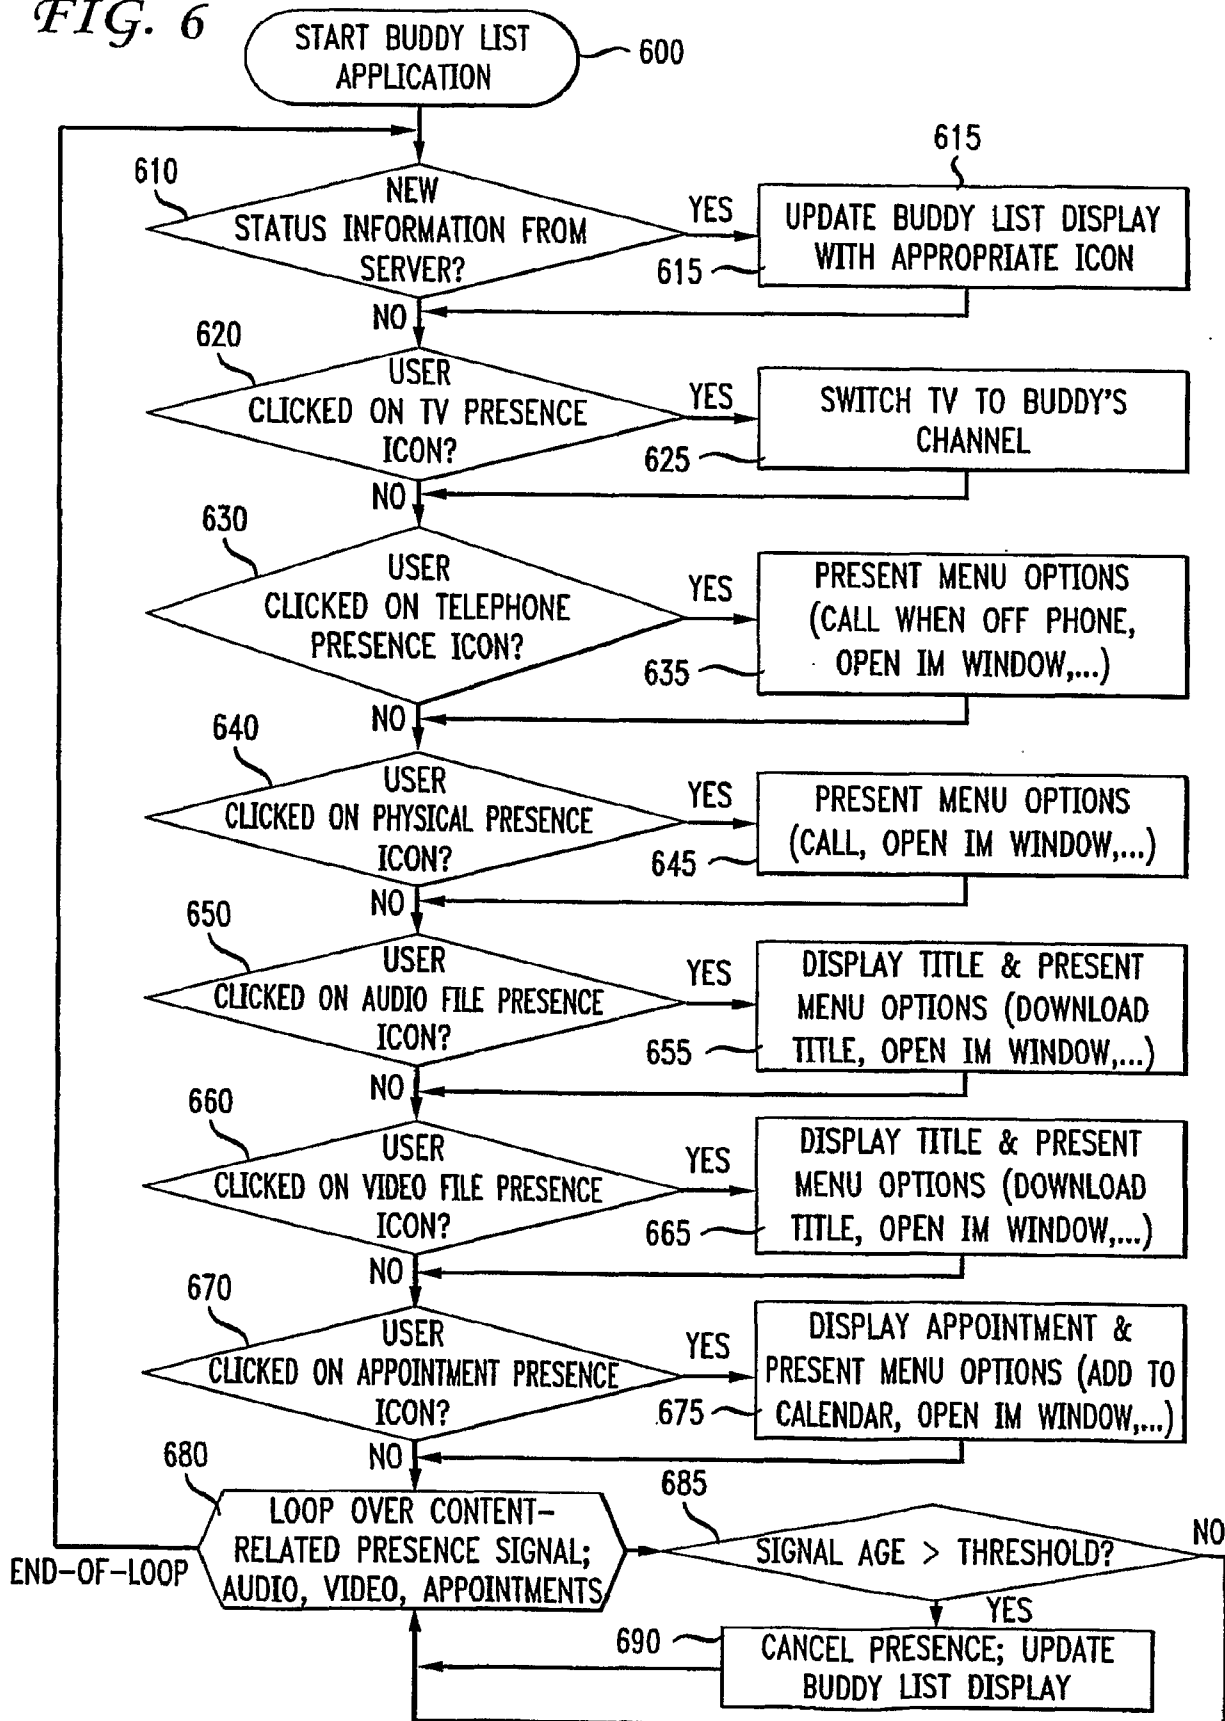 FIG. 6
START BUDDY LIST
APPLICATION
600
610
NEW
STATUS INFORMATION FROM
SERVER?
YES
615
UPDATE BUDDY LIST DISPLAY
WITH APPROPRIATE ICON
615
NO
620
USER
CLICKED ON TV PRESENCE
ICON?
YES
SWITCH TV TO BUDDY'S
CHANNEL
625
NO
630
USER
CLICKED ON TELEPHONE
PRESENCE ICON?
YES
PRESENT MENU OPTIONS
(CALL WHEN OFF PHONE,
OPEN IM WINDOW,...)
635
NO
640
USER
CLICKED ON PHYSICAL PRESENCE
ICON?
YES
PRESENT MENU OPTIONS
(CALL, OPEN IM WINDOW,...)
645
NO
650
USER
CLICKED ON AUDIO FILE PRESENCE
ICON?
YES
DISPLAY TITLE & PRESENT
MENU OPTIONS (DOWNLOAD
TITLE, OPEN IM WINDOW,...)
655
NO
660
USER
CLICKED ON VIDEO FILE PRESENCE
ICON?
YES
DISPLAY TITLE & PRESENT
MENU OPTIONS (DOWNLOAD
TITLE, OPEN IM WINDOW,...)
665
NO
670
USER
CLICKED ON APPOINTMENT PRESENCE
ICON?
YES
DISPLAY APPOINTMENT &
PRESENT MENU OPTIONS (ADD TO
CALENDAR, OPEN IM WINDOW,...)
675
NO
680
LOOP OVER CONTENT-
RELATED PRESENCE SIGNAL;
AUDIO, VIDEO, APPOINTMENTS
END-OF-LOOP
685
SIGNAL AGE > THRESHOLD?
NO
YES
690
CANCEL PRESENCE; UPDATE
BUDDY LIST DISPLAY